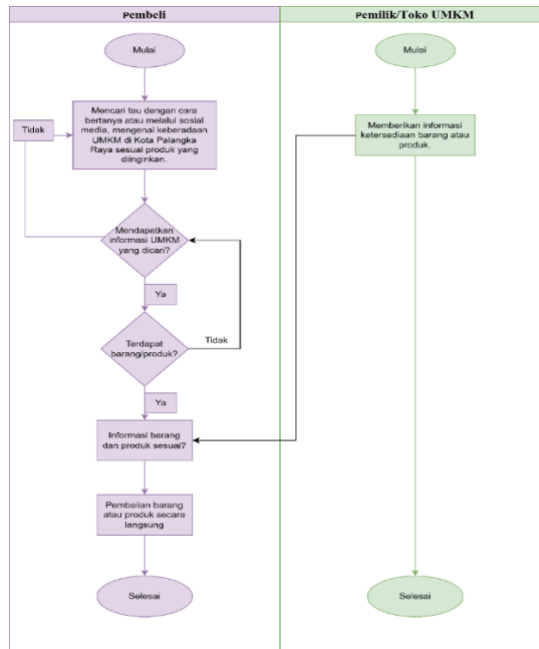 Pembeli
Pemilik/Toko UMKM
Mulai
Mulai
Mencari tau dengan cara
bertanya atau melalui sosial
media, mengenai keberadaan
UMKM di Kota Palangka
Raya sesuai produk yang
diinginkan.
Tidak
Memberikan informasi
ketersediaan barang atau
produk.
Mendapatkan
informasi UMKM
yang dicari?
Ya
Terdapat
barang/produk?
Tidak
Ya
Informasi barang
dan produk sesuai?
Pembelian barang
atau produk secara
langsung
Selesai
Selesai